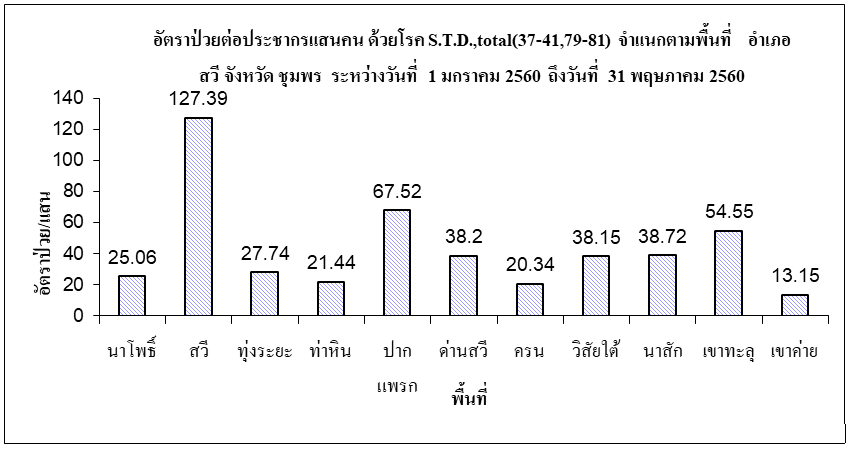 อัตราป่วยต่อประชากรแสนคน ด้วยโรค S.T.D.,total(37-41,79-81) จำแนกตามพื้นที่ อำเภอ
สวี จังหวัด ชุมพร ระหว่างวันที่ 1 มกราคม 2560 ถึงวันที่ 31 พฤษภาคม 2560
อัตราป่วย/แสน
140
120
100
80
60
40
20
0
25.06
127.39
27.74
21.44
67.52
38.2
20.34
38.15
38.72
54.55
13.15
นาโพธิ์
สวี
ทุ่งระยะ
ท่าหิน
ปาก
แพรก
ด่านสวี
ครน
วิสัยใต้
นาสัก
เขาทะลุ
เขาค่าย
พื้นที่